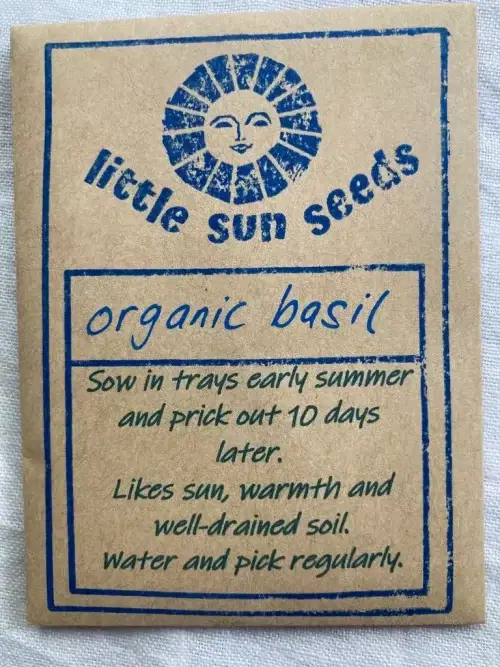 little sun seeds
organic basil
Sow in trays early summer
and prick out 10 days
later.
Likes sun, warmth and
well-drained soil.
Water and pick regularly.